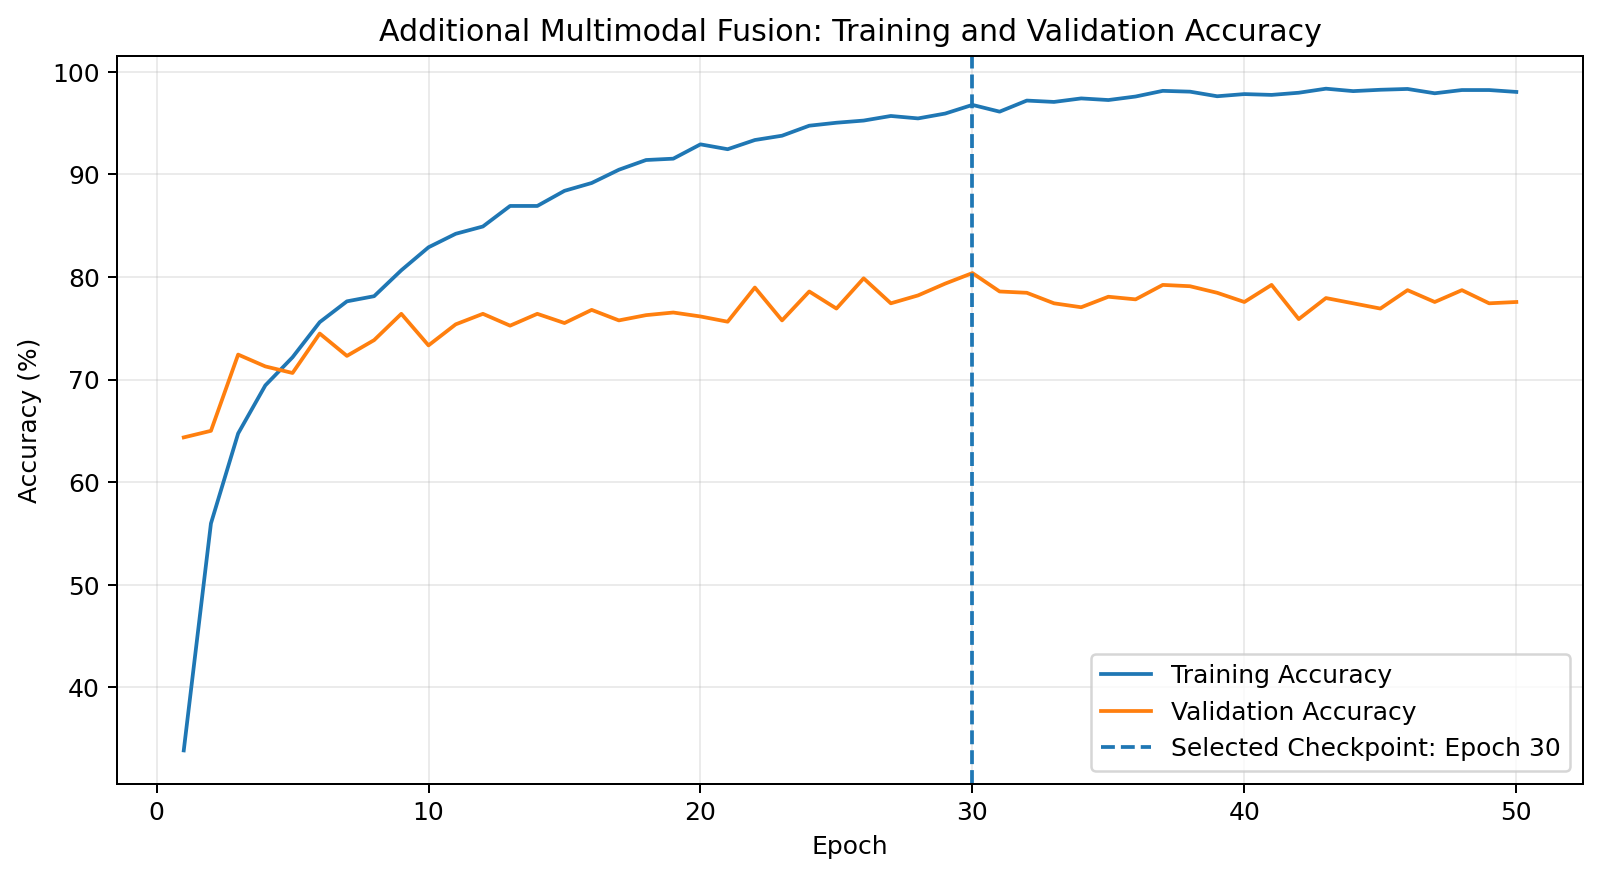 Additional Multimodal Fusion: Training and Validation Accuracy
100
90
80
70
60
50
40
Accuracy (%)
Training Accuracy
Validation Accuracy
Selected Checkpoint: Epoch 30
0 10 20 30 40 50
Epoch